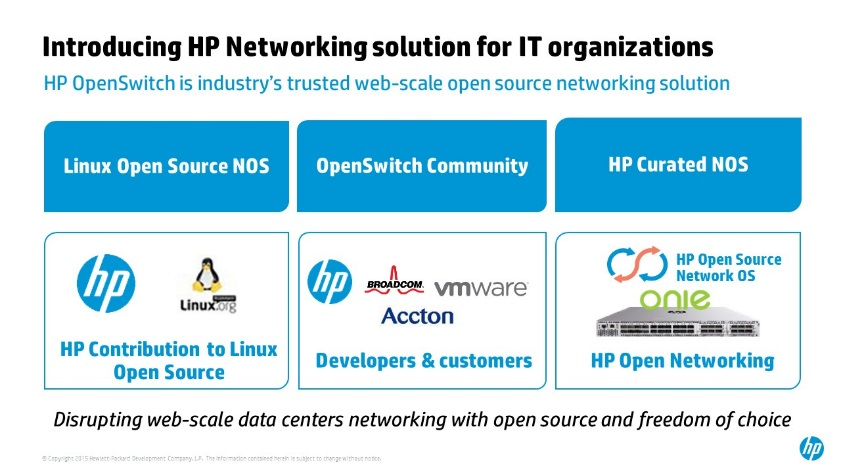 Introducing HP Networking solution for IT organizations
HP OpenSwitch is industry's trusted web-scale open source networking solution
Linux Open Source NOS
OpenSwitch Community
HP Curated NOS
hp
Linux.org
HP Contribution to Linux
Open Source
hp
BROADCOM.
vmware
Accton
Developers & customers
HP Open Source
Network OS
onie
HP Open Networking
Disrupting web-scale data centers networking with open source and freedom of choice
© Copyright 2015 Hewlett-Packard Development Company, L.P. The information contained herein is subject to change without notice.
hp